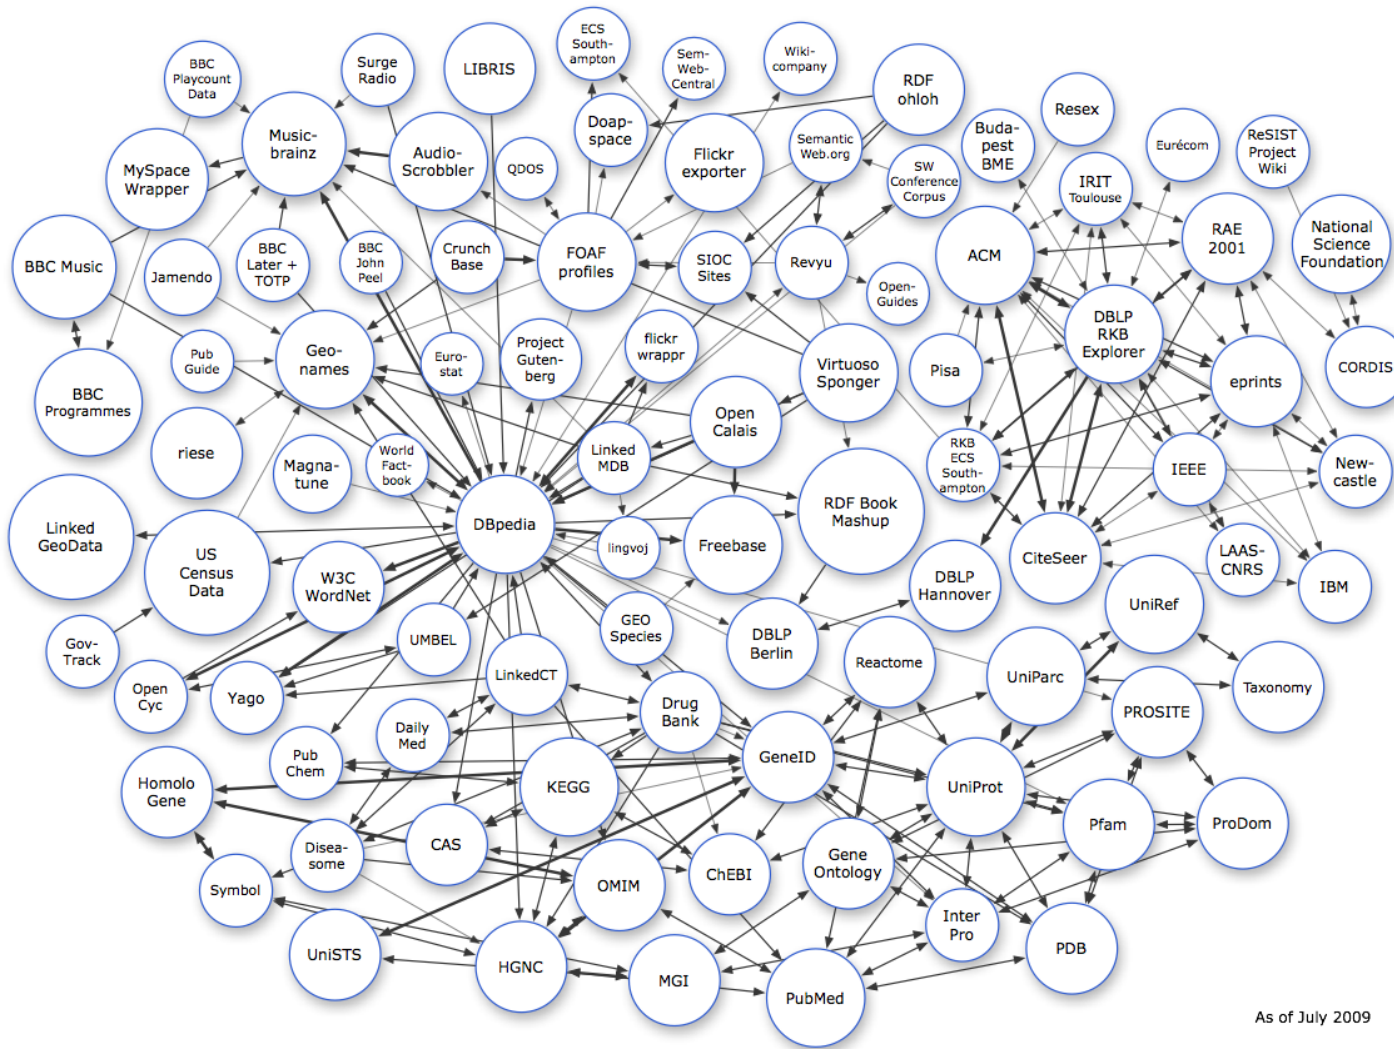 BBC
Playcount
Data
Surge
Radio
LIBRIS
ECS
South-
ampton
Sem-
Web-
Central
Wiki-
company
RDF
ohloh
Resex
Music-
brainz
Audio-
Scrobbler
Doap-
space
Flickr
exporter
Semantic
Web.org
Buda-
pest
BME
Eurécom
ReSIST
Project
Wiki
MySpace
Wrapper
QDOS
SW
Conference
Corpus
IRIT
Toulouse
RAE
2001
National
Science
Foundation
BBC Music
Jamendo
BBC
Later +
TOTP
BBC
John
Peel
Crunch
Base
FOAF
profiles
SIOC
Sites
Revyu
Open-
Guides
ACM
DBLP
RKB
Explorer
Pub
Guide
Geo-
names
Euro-
stat
Project
Guten-
berg
flickr
wrappr
Virtuoso
Sponger
Pisa
eprints
CORDIS
BBC
Programmes
riese
Magna-
tune
World
Fact-
book
Linked
MDB
Open
Calais
RKB
ECS
South-
ampton
IEEE
New-
castle
Linked
GeoData
US
Census
Data
W3C
WordNet
DBpedia
lingvoj
Freebase
RDF Book
Mashup
CiteSeer
LAAS-
CNRS
IBM
DBLP
Hannover
UniRef
Gov-
Track
Open
Cyc
Yago
UMBEL
LinkedCT
GEO
Species
DBLP
Berlin
Reactome
UniParc
Taxonomy
Drug
Bank
PROSITE
Daily
Med
Pub
Chem
Homolo
Gene
KEGG
GeneID
UniProt
Pfam
ProDom
Disea-
some
CAS
Symbol
OMIM
ChEBI
Gene
Ontology
Inter
Pro
PDB
UniSTS
HGNC
MGI
PubMed
As of July 2009